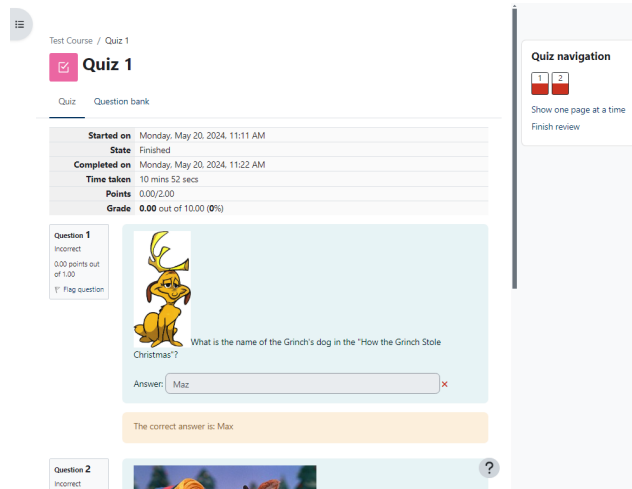 Test Course / Quiz 1
Quiz 1
Quiz Question bank
Started on Monday, May 20, 2024, 11:11 AM
State Finished
Completed on Monday, May 20, 2024, 11:22 AM
Time taken 10 mins 52 secs
Points 0.00/2.00
Grade 0.00 out of 10.00 (0%)
Question 1
Incorrect
0.00 points out
of 1.00
Flag question
What is the name of the Grinch's dog in the "How the Grinch Stole
Christmas"?
Answer: Maz
The correct answer is: Max
Question 2
Incorrect
?
Quiz navigation
1 2
Show one page at a time
Finish review